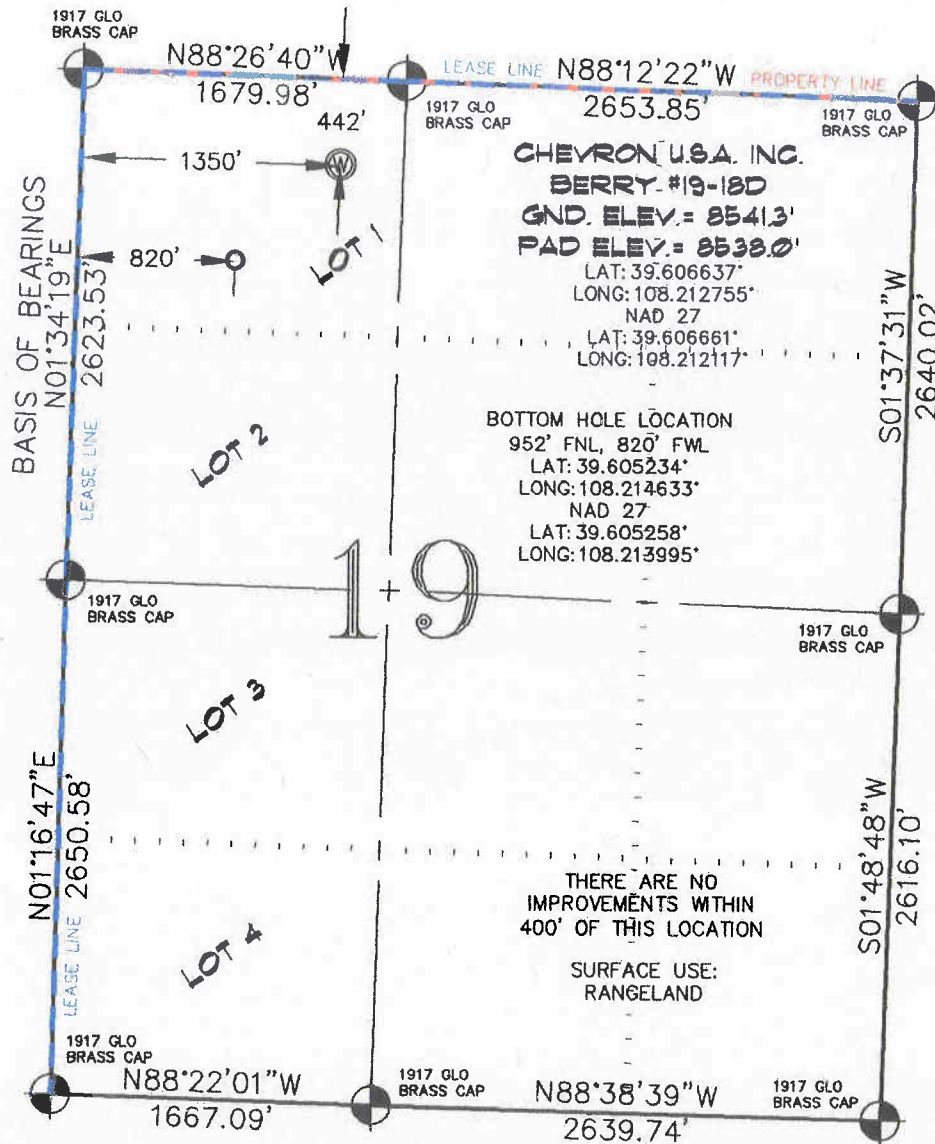 1917 GLO
BRASS CAP
N88°26'40"W
1679.98'
LEASE LINE
N88°12'22"W
2653.85'
PROPERTY LINE
1917 GLO
BRASS CAP
1917 GLO
BRASS CAP
442'
1350'
W
820'
LOT 1
CHEVRON U.S.A. INC.
BERRY #19-18D
GND. ELEV.= 8541.3'
PAD ELEV.= 8538.0'
LAT: 39.606637°
LONG: 108.212755°
NAD 27
LAT: 39.606661°
LONG: 108.212117°
BASIS OF BEARINGS
N01°34'19"E
2623.53'
LEASE LINE
S01°37'31"W
2640.02'
LOT 2
BOTTOM HOLE LOCATION
952' FNL, 820' FWL
LAT: 39.605234°
LONG: 108.214633°
NAD 27
LAT: 39.605258°
LONG: 108.213995°
19
1917 GLO
BRASS CAP
1917 GLO
BRASS CAP
LOT 3
N01°16'47"E
2650.58'
LEASE LINE
S01°48'48"W
2616.10'
LOT 4
THERE ARE NO
IMPROVEMENTS WITHIN
400' OF THIS LOCATION
SURFACE USE:
RANGELAND
1917 GLO
BRASS CAP
N88°22'01"W
1667.09'
1917 GLO
BRASS CAP
N88°38'39"W
2639.74'
1917 GLO
BRASS CAP